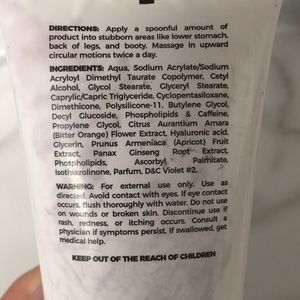 DIRECTIONS: Apply a spoonful amount of
product into stubborn areas like lower stomach,
back of legs, and booty. Massage in upward
circular motions twice a day.
INGREDIENTS: Aqua, Sodium Acrylate/Sodium
Acryloyl Dimethyl Taurate Copolymer, Cetyl
Alcohol, Glycol Stearate, Glyceryl Stearate,
Caprylic/Capric Triglyceride, Cyclopentasiloxane,
Dimethicone, Polysilicone-11, Butylene Glycol,
Decyl Glucoside, Phospholipids & Caffeine,
Propylene Glycol, Citrus Aurantium Amara
(Bitter Orange) Flower Extract, Hyaluronic acid,
Glycerin, Prunus Armeniaca (Apricot) Fruit
Extract, Panax Ginseng Root Extract,
Phospholipids, Ascorbyl Palmitate,
Isothiazolinone, Parfum, D&C Violet #2.
WARNING: For external use only. Use as
directed. Avoid contact with eyes. If eye contact
occurs, flush thoroughly with water. Do not use
on wounds or broken skin. Discontinue use if
rash, redness, or itching occurs. Consult a
physician if symptoms persist. If swallowed, get
medical help.
KEEP OUT OF THE REACH OF CHILDREN